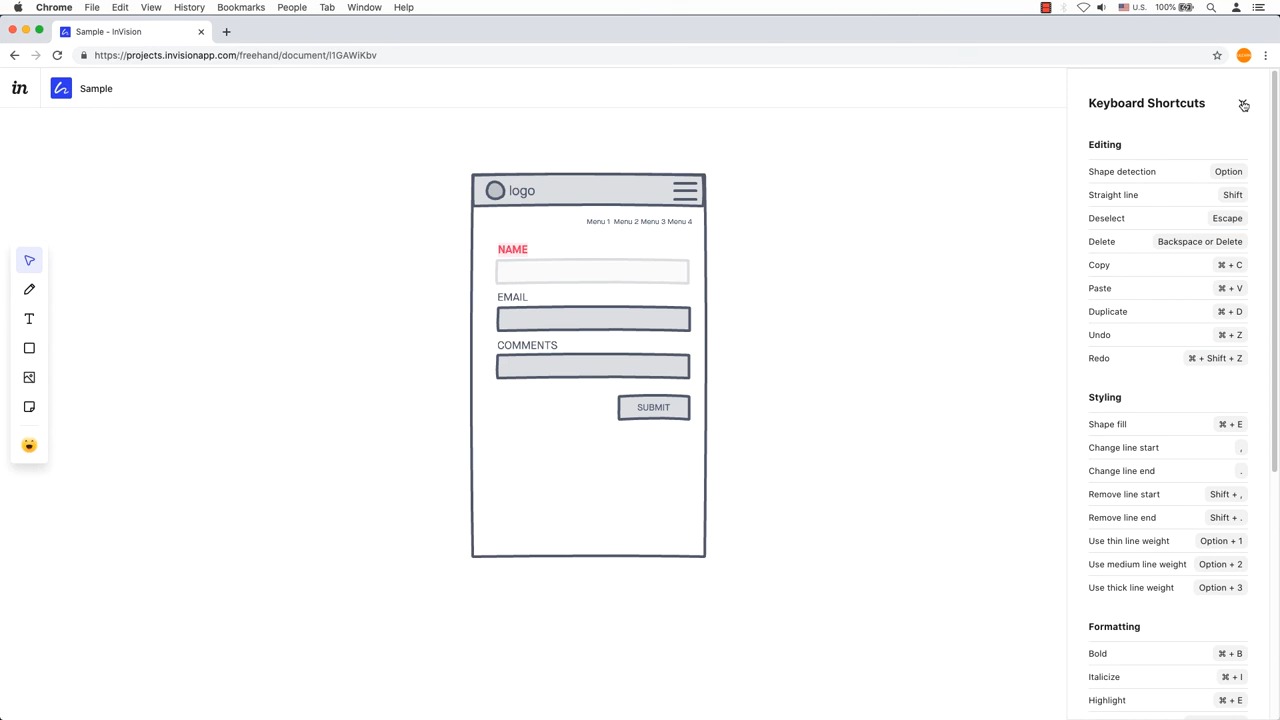 Chrome File Edit View History Bookmarks People Tab Window Help U.S. 100%
Sample - InVision
https://projects.invisionapp.com/freehand/document/l1GAWiKbv
in Sample
Keyboard Shortcuts
Editing
Shape detection Option
Straight line Shift
Deselect Escape
Delete Backspace or Delete
Copy ⌘ + C
Paste ⌘ + V
Duplicate ⌘ + D
Undo ⌘ + Z
Redo ⌘ + Shift + Z
Styling
Shape fill ⌘ + E
Change line start ,
Change line end .
Remove line start Shift + ,
Remove line end Shift + .
Use thin line weight Option + 1
Use medium line weight Option + 2
Use thick line weight Option + 3
Formatting
Bold ⌘ + B
Italicize ⌘ + I
Highlight ⌘ + E
logo
Menu 1 Menu 2 Menu 3 Menu 4
NAME
EMAIL
COMMENTS
SUBMIT
T